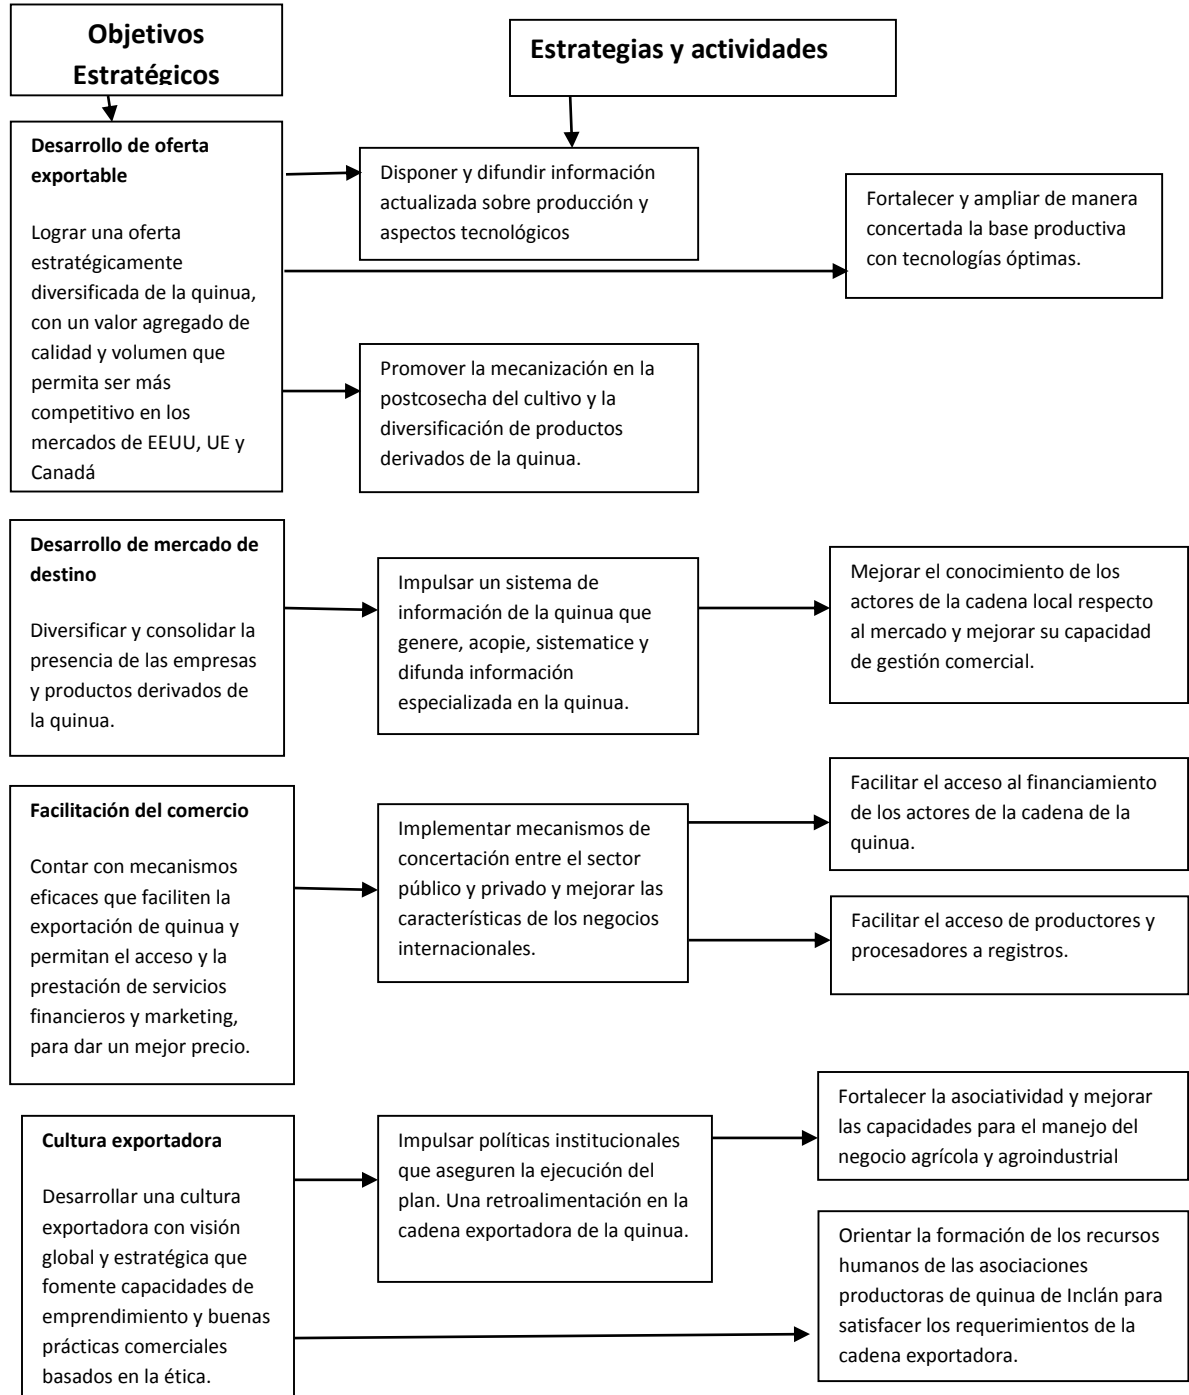 Objetivos
Estratégicos
Estrategias y actividades
Desarrollo de oferta
exportable
Lograr una oferta
estratégicamente
diversificada de la quinua,
con un valor agregado de
calidad y volumen que
permita ser más
competitivo en los
mercados de EEUU, UE y
Canadá
Disponer y difundir información
actualizada sobre producción y
aspectos tecnológicos
Fortalecer y ampliar de manera
concertada la base productiva
con tecnologías óptimas.
Promover la mecanización en la
postcosecha del cultivo y la
diversificación de productos
derivados de la quinua.
Desarrollo de mercado de
destino
Diversificar y consolidar la
presencia de las empresas
y productos derivados de
la quinua.
Impulsar un sistema de
información de la quinua que
genere, acopie, sistematice y
difunda información
especializada en la quinua.
Mejorar el conocimiento de los
actores de la cadena local respecto
al mercado y mejorar su capacidad
de gestión comercial.
Facilitación del comercio
Contar con mecanismos
eficaces que faciliten la
exportación de quinua y
permitan el acceso y la
prestación de servicios
financieros y marketing,
para dar un mejor precio.
Implementar mecanismos de
concertación entre el sector
público y privado y mejorar las
características de los negocios
internacionales.
Facilitar el acceso al financiamiento
de los actores de la cadena de la
quinua.
Facilitar el acceso de productores y
procesadores a registros.
Cultura exportadora
Desarrollar una cultura
exportadora con visión
global y estratégica que
fomente capacidades de
emprendimiento y buenas
prácticas comerciales
basados en la ética.
Impulsar políticas institucionales
que aseguren la ejecución del
plan. Una retroalimentación en la
cadena exportadora de la quinua.
Fortalecer la asociatividad y mejorar
las capacidades para el manejo del
negocio agrícola y agroindustrial
Orientar la formación de los recursos
humanos de las asociaciones
productoras de quinua de Inclán para
satisfacer los requerimientos de la
cadena exportadora.